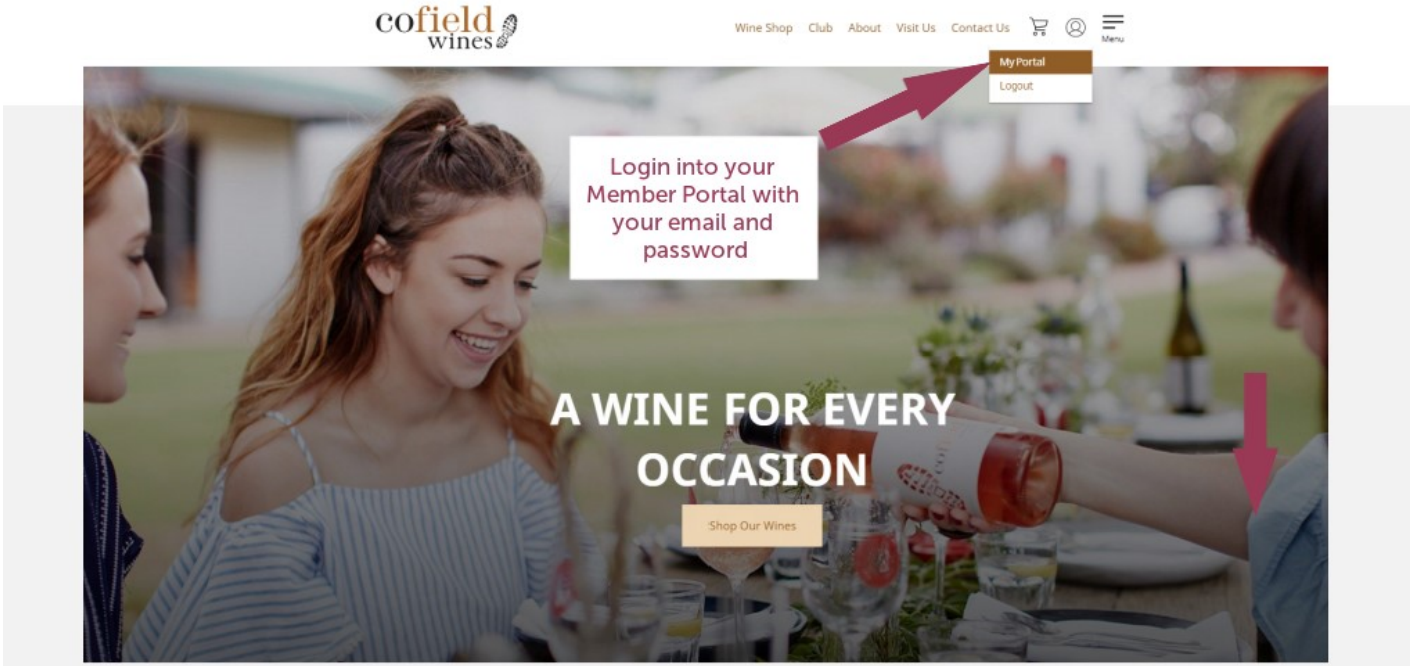 cofield
wines
Wine Shop Club About Visit Us Contact Us
Menu
My Portal
Logout
Login into your
Member Portal with
your email and
password
A WINE FOR EVERY
OCCASION
cofield
Shop Our Wines